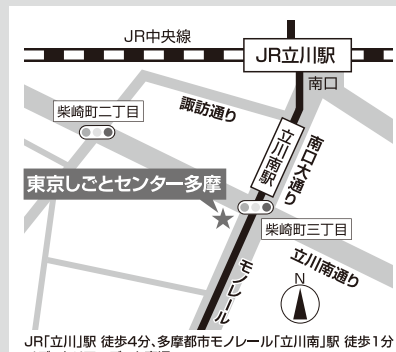 JR中央線
JR立川駅
南口
柴崎町二丁目
諏訪通り
立川南駅
南口大通り
東京しごとセンター多摩
柴崎町三丁目
立川南通り
モノレール
N
JR「立川」駅 徒歩4分、多摩都市モノレール「立川南」駅 徒歩1分